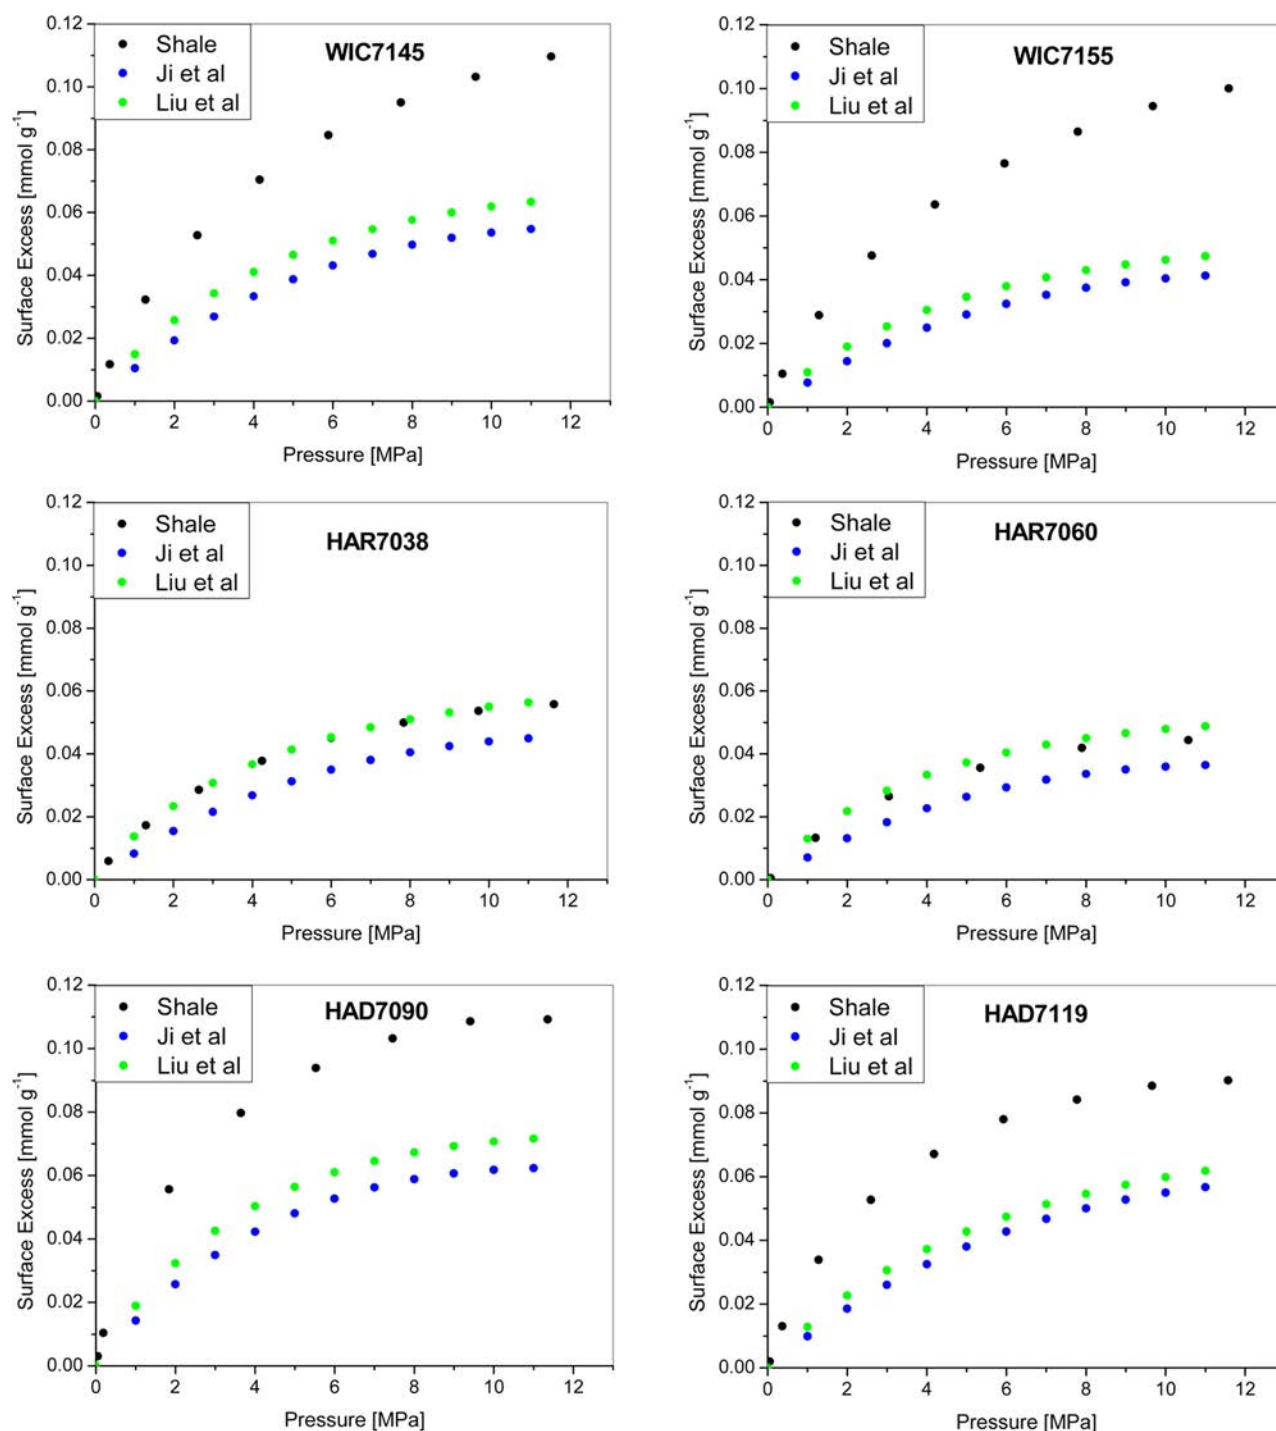 0.12
0.10
0.08
0.06
0.04
0.02
0.00
Surface Excess [mmol g⁻¹]
Shale
Ji et al
Liu et al
WIC7145
0 2 4 6 8 10 12
Pressure [MPa]
0.12
0.10
0.08
0.06
0.04
0.02
0.00
Surface Excess [mmol g⁻¹]
Shale
Ji et al
Liu et al
WIC7155
0 2 4 6 8 10 12
Pressure [MPa]
0.12
0.10
0.08
0.06
0.04
0.02
0.00
Surface Excess [mmol g⁻¹]
Shale
Ji et al
Liu et al
HAR7038
0 2 4 6 8 10 12
Pressure [MPa]
0.12
0.10
0.08
0.06
0.04
0.02
0.00
Surface Excess [mmol g⁻¹]
Shale
Ji et al
Liu et al
HAR7060
0 2 4 6 8 10 12
Pressure [MPa]
0.12
0.10
0.08
0.06
0.04
0.02
0.00
Surface Excess [mmol g⁻¹]
Shale
Ji et al
Liu et al
HAD7090
0 2 4 6 8 10 12
Pressure [MPa]
0.12
0.10
0.08
0.06
0.04
0.02
0.00
Surface Excess [mmol g⁻¹]
Shale
Ji et al
Liu et al
HAD7119
0 2 4 6 8 10 12
Pressure [MPa]